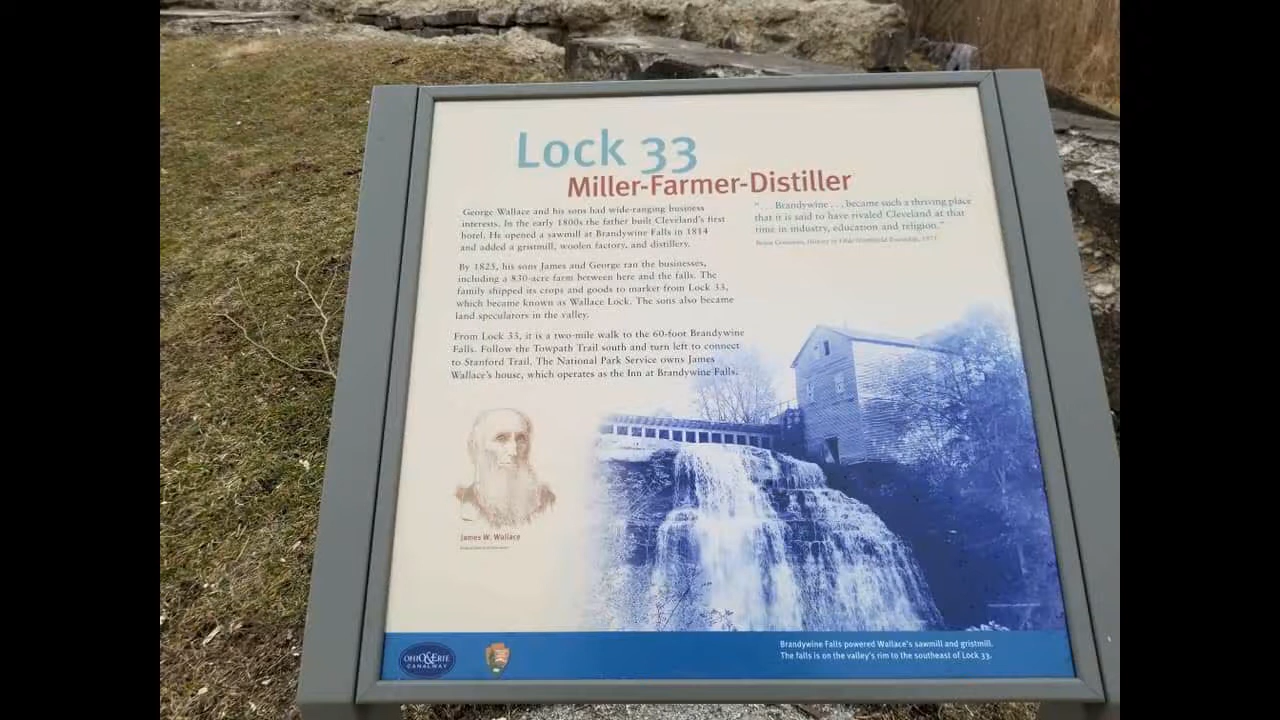 Lock 33
Miller-Farmer-Distiller
George Wallace and his sons had wide-ranging business
interests. In the early 1800s the father built Cleveland's first
hotel. He opened a sawmill at Brandywine Falls in 1814
and added a gristmill, woolen factory, and distillery.
By 1825, his sons James and George ran the businesses,
including a 830-acre farm between here and the falls. The
family shipped its crops and goods to market from Lock 33,
which became known as Wallace Lock. The sons also became
land speculators in the valley.
From Lock 33, it is a two-mile walk to the 60-foot Brandywine
Falls. Follow the Towpath Trail south and turn left to connect
to Stanford Trail. The National Park Service owns James
Wallace's house, which operates as the Inn at Brandywine Falls.
". . . Brandywine . . . became such a thriving place
that it is said to have rivaled Cleveland at that
time in industry, education and religion."
History of Township,
James W. Wallace
OHIO & ERIE
CANALWAY
Brandywine Falls powered Wallace's sawmill and gristmill.
The falls is on the valley's rim to the southeast of Lock 33.